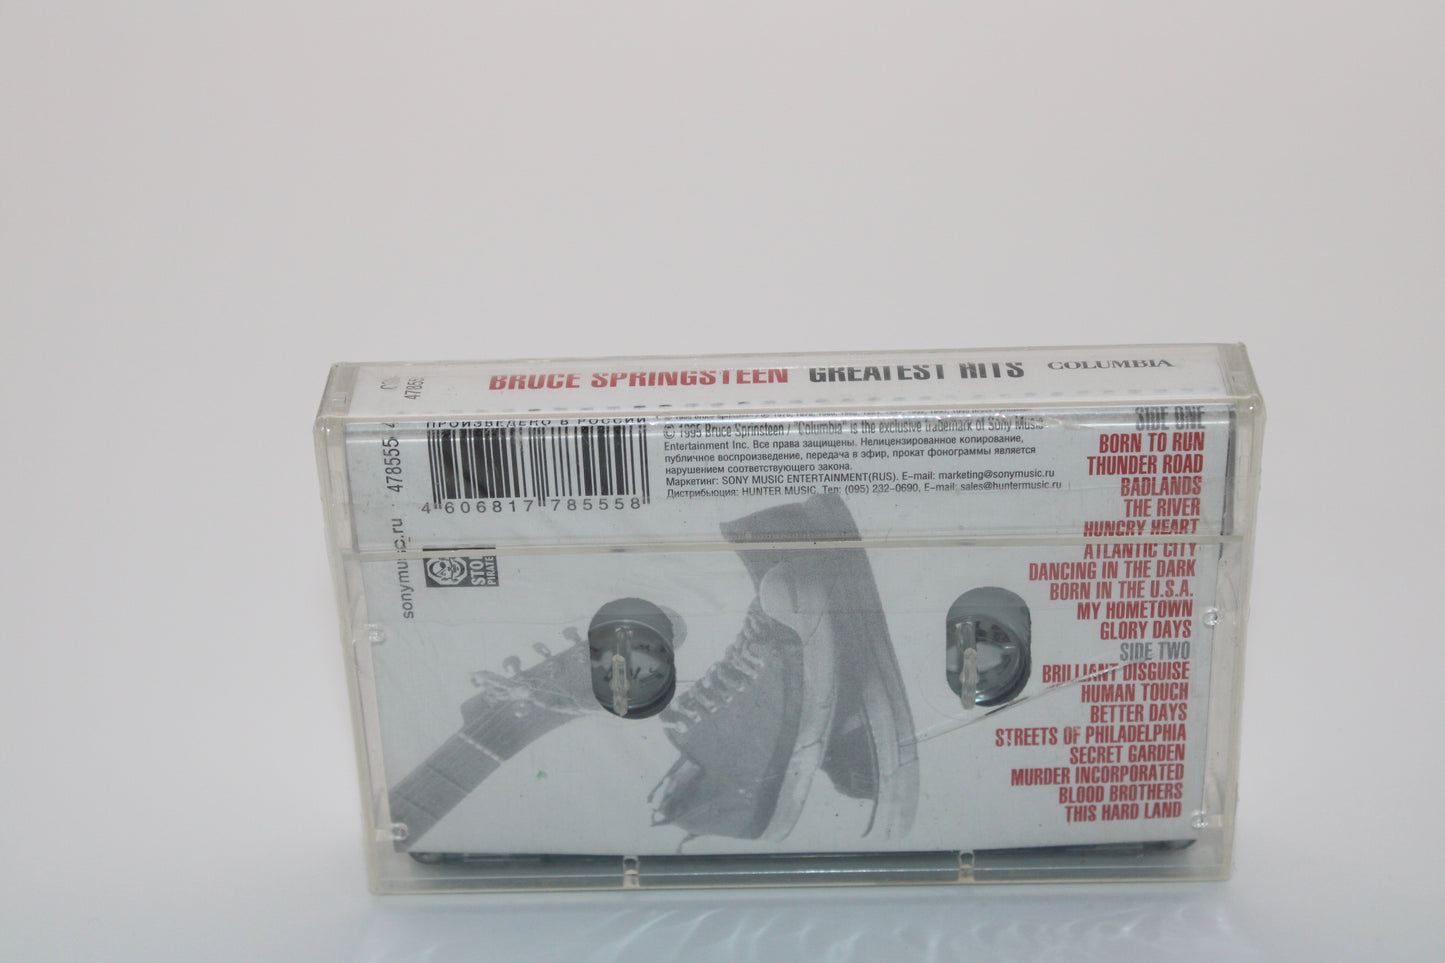 BRUCE SPRINGSTEEN GREATEST HITS COLUMBIA
47855
ПРОИЗВЕДЕНО В РОССИИ
4 606817 785558
sonymusic.ru · 478555 4
STOP
PIRATE
© 1995 Bruce Springsteen / "Columbia" is the exclusive trademark of Sony Music
Entertainment Inc. Все права защищены. Нелицензированное копирование,
публичное воспроизведение, передача в эфир, прокат фонограммы является
нарушением соответствующего закона.
Маркетинг: SONY MUSIC ENTERTAINMENT(RUS). E-mail: marketing@sonymusic.ru
Дистрибьюция: HUNTER MUSIC. Тел: (095) 232-0690, E-mail: sales@huntermusic.ru
SIDE ONE
BORN TO RUN
THUNDER ROAD
BADLANDS
THE RIVER
HUNGRY HEART
ATLANTIC CITY
DANCING IN THE DARK
BORN IN THE U.S.A.
MY HOMETOWN
GLORY DAYS
SIDE TWO
BRILLIANT DISGUISE
HUMAN TOUCH
BETTER DAYS
STREETS OF PHILADELPHIA
SECRET GARDEN
MURDER INCORPORATED
BLOOD BROTHERS
THIS HARD LAND